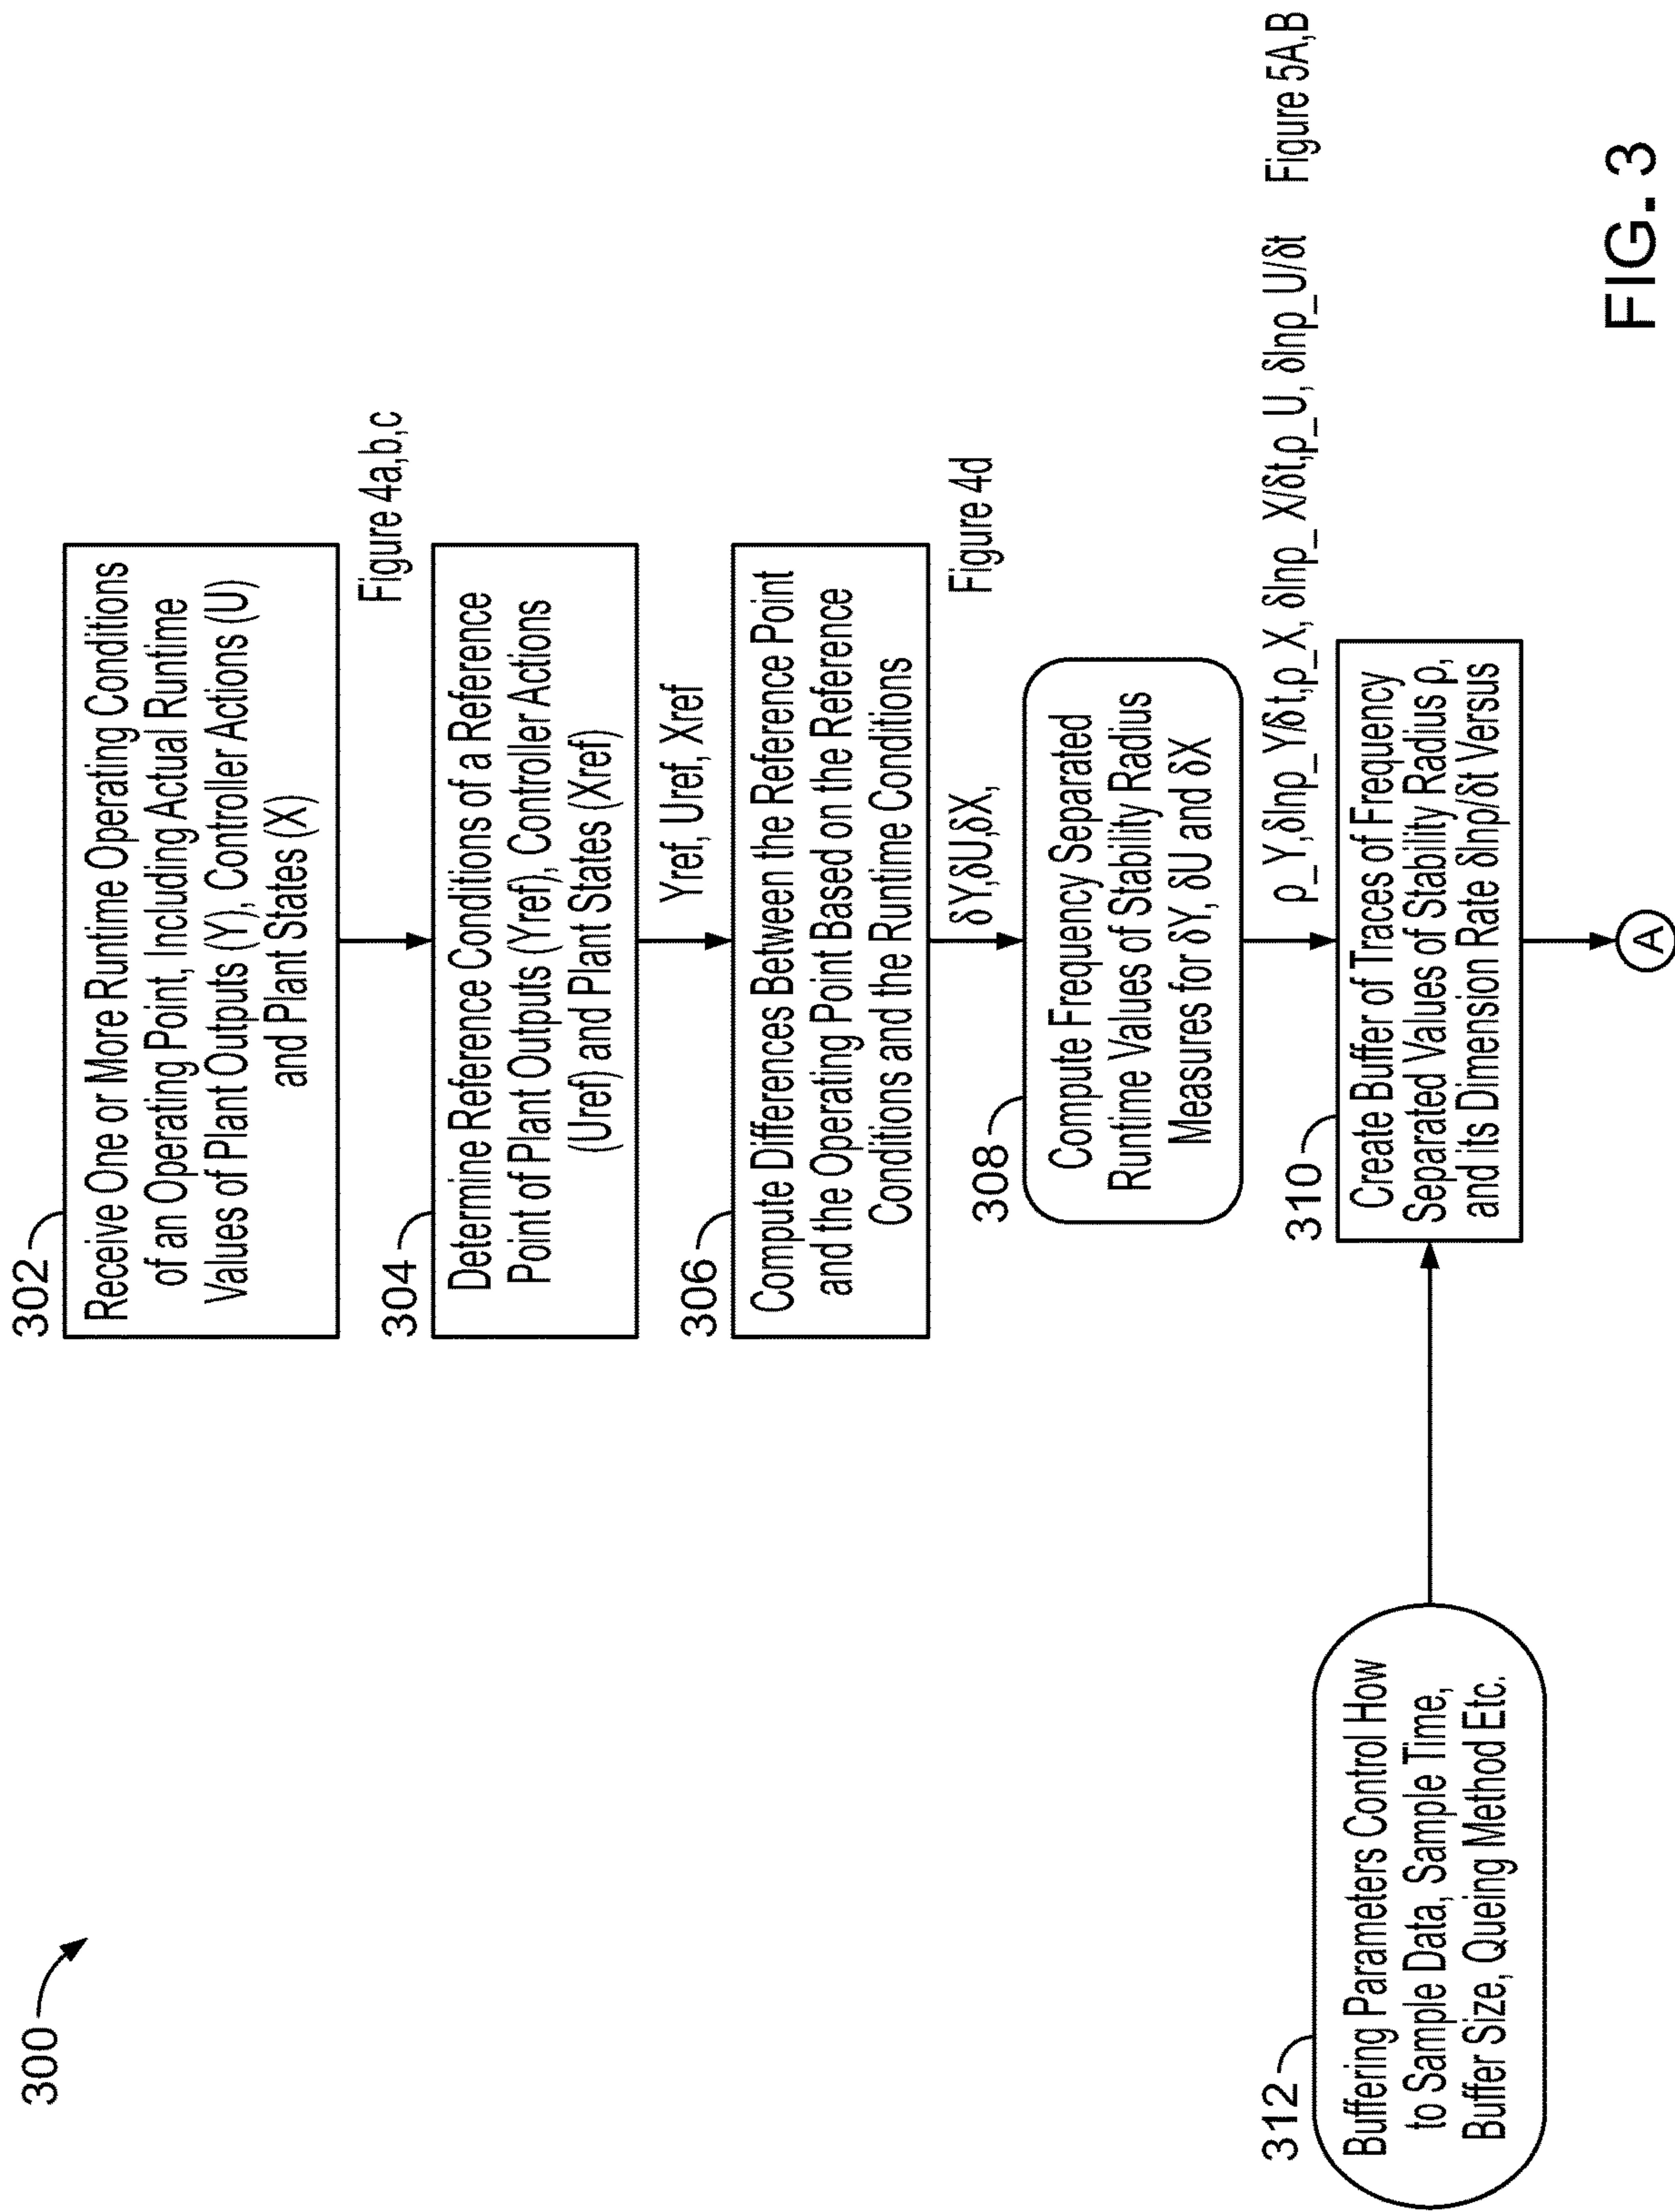 300
302
Receive One or More Runtime Operating Conditions
of an Operating Point, Including Actual Runtime
Values of Plant Outputs (Y), Controller Actions (U)
and Plant States (X)
Figure 4a,b,c
304
Determine Reference Conditions of a Reference
Point of Plant Outputs (Yref), Controller Actions
(Uref) and Plant States (Xref)
Yref, Uref, Xref
306
Compute Differences Between the Reference Point
and the Operating Point Based on the Reference
Conditions and the Runtime Conditions
δY,δU,δX,
Figure 4d
308
Compute Frequency Separated
Runtime Values of Stability Radius
Measures for δY, δU and δX
ρ_Y,δlnρ_Y/δt,ρ_X, δlnρ_X/δt,ρ_U, δlnρ_U/δt
Figure 5A,B
310
Create Buffer of Traces of Frequency
Separated Values of Stability Radius ρ,
and its Dimension Rate δlnρ/δt Versus
312
Buffering Parameters Control How
to Sample Data, Sample Time,
Buffer Size, Queing Method Etc.
A
FIG. 3